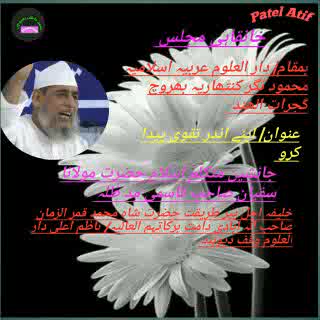 Patel Atif
خانقاہی مجلس
بمقام/ دار العلوم عربیہ اسلامیہ
محمود نگر کنتھاریہ بھروچ
گجرات الھند
عنوان/ اپنے اندر تقوی پیدا
کرو
جانشین متکلم اسلام حضرت مولانا
سفیان صاحب قاسمی مد ظلہ
خلیفہ اجل پیر طریقت حضرت شاہ محمد قمر الزمان
صاحب الہ آبادی دامت برکاتہم العالیہ/ ناظم اعلی دار
العلوم وقف دیوبند